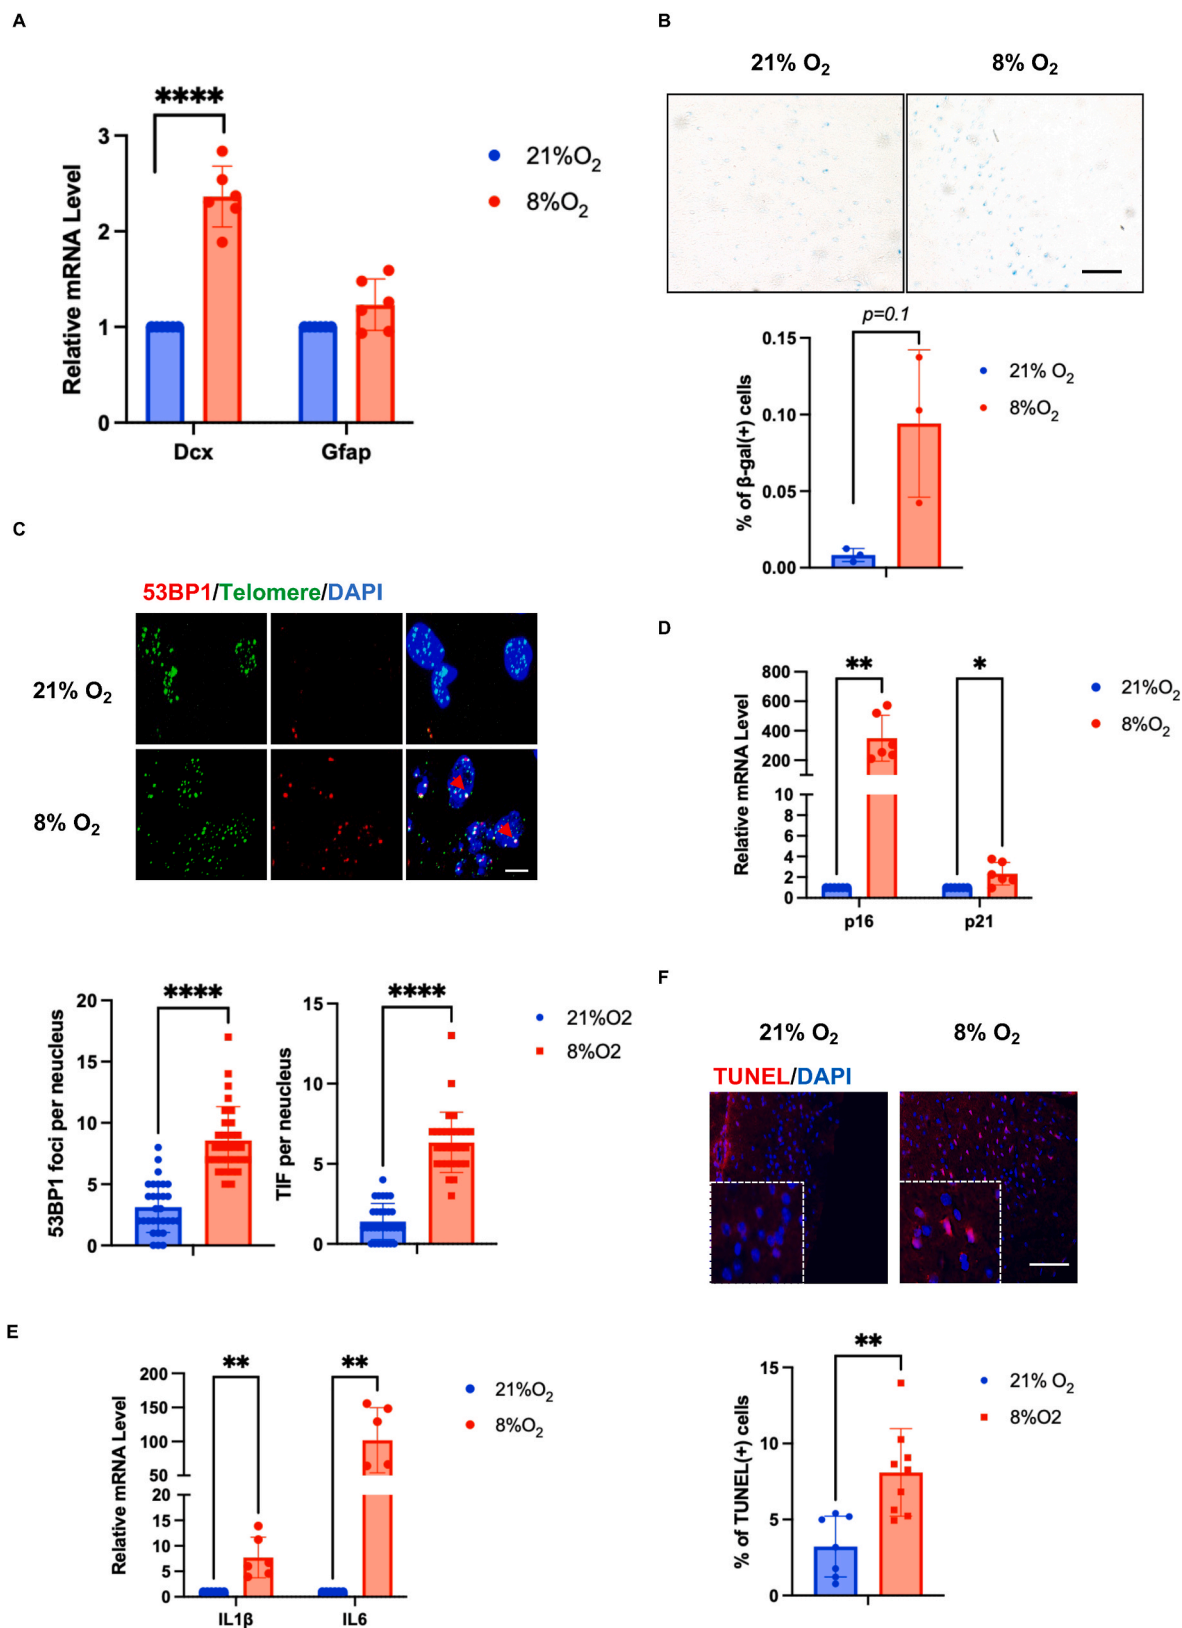 A
****
Relative mRNA Level
3
2
1
0
Dcx
Gfap
21%O2
8%O2
B
21% O2
8% O2
p=0.1
% of β-gal(+) cells
0.15
0.10
0.05
0.00
21% O2
8%O2
C
53BP1/Telomere/DAPI
21% O2
8% O2
****
53BP1 foci per neucleus
20
15
10
5
0
****
TIF per neucleus
15
10
5
0
21%O2
8%O2
D
**
*
Relative mRNA Level
800
600
400
200
10
8
6
4
2
0
p16
p21
21%O2
8%O2
E
**
**
Relative mRNA Level
200
150
100
50
20
15
10
5
0
IL1β
IL6
21%O2
8%O2
F
21% O2
8% O2
TUNEL/DAPI
**
% of TUNEL(+) cells
15
10
5
0
21% O2
8%O2